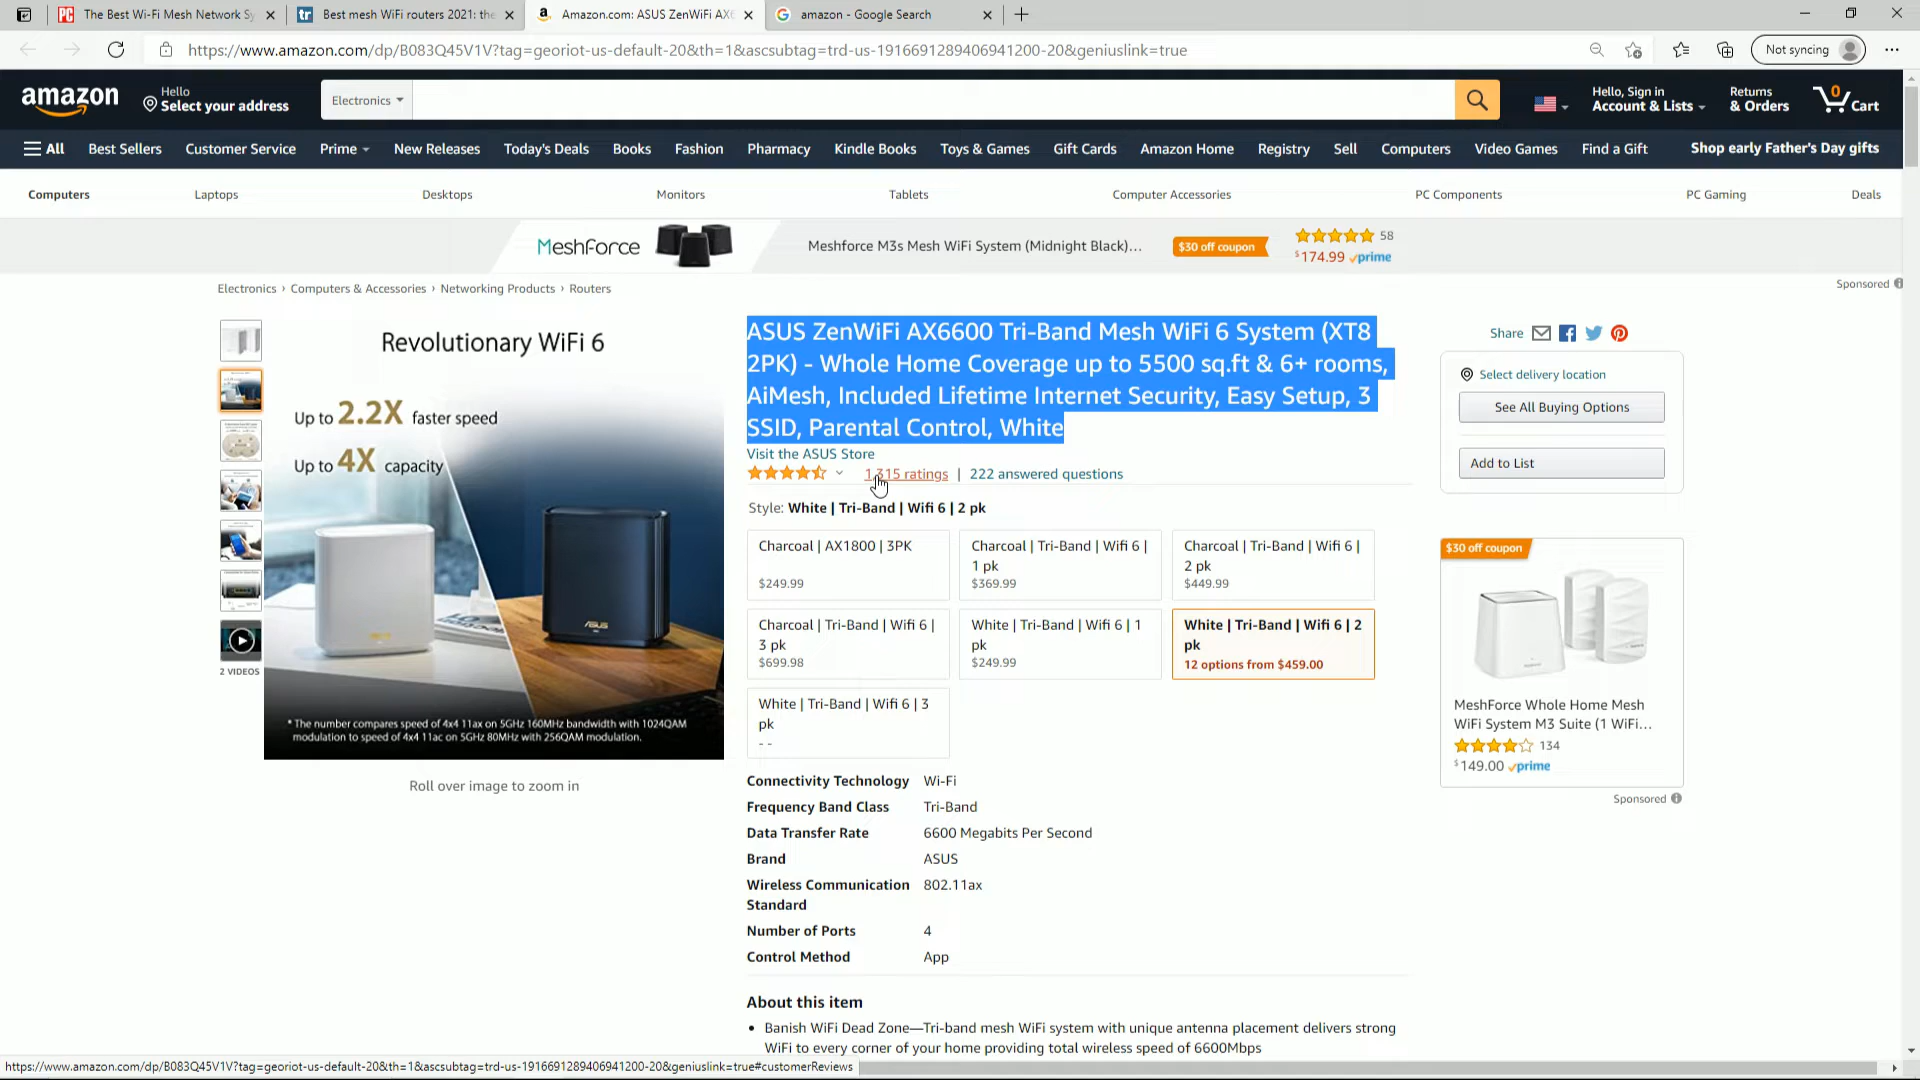 The Best Wi-Fi Mesh Network Sy
Best mesh WiFi routers 2021: the
Amazon.com: ASUS ZenWiFi AX6
amazon - Google Search
https://www.amazon.com/dp/B083Q45V1V?tag=georiot-us-default-20&th=1&ascsubtag=trd-us-1916691289406941200-20&geniuslink=true
Not syncing
amazon
Hello
Select your address
Electronics
Hello, Sign in
Account & Lists
Returns
& Orders
0
Cart
All
Best Sellers
Customer Service
Prime
New Releases
Today's Deals
Books
Fashion
Pharmacy
Kindle Books
Toys & Games
Gift Cards
Amazon Home
Registry
Sell
Computers
Video Games
Find a Gift
Shop early Father's Day gifts
Computers
Laptops
Desktops
Monitors
Tablets
Computer Accessories
PC Components
PC Gaming
Deals
MeshForce
Meshforce M3s Mesh WiFi System (Midnight Black)...
$30 off coupon
58
$174.99 prime
Sponsored
Electronics › Computers & Accessories › Networking Products › Routers
Revolutionary WiFi 6
Up to 2.2X faster speed
Up to 4X capacity
ASUS
* The number compares speed of 4x4 11ax on 5GHz 160MHz bandwidth with 1024QAM
modulation to speed of 4x4 11ac on 5GHz 80MHz with 256QAM modulation.
2 VIDEOS
Roll over image to zoom in
ASUS ZenWiFi AX6600 Tri-Band Mesh WiFi 6 System (XT8
2PK) - Whole Home Coverage up to 5500 sq.ft & 6+ rooms,
AiMesh, Included Lifetime Internet Security, Easy Setup, 3
SSID, Parental Control, White
Visit the ASUS Store
1,315 ratings | 222 answered questions
Style: White | Tri-Band | Wifi 6 | 2 pk
Charcoal | AX1800 | 3PK
$249.99
Charcoal | Tri-Band | Wifi 6 |
1 pk
$369.99
Charcoal | Tri-Band | Wifi 6 |
2 pk
$449.99
Charcoal | Tri-Band | Wifi 6 |
3 pk
$699.98
White | Tri-Band | Wifi 6 | 1
pk
$249.99
White | Tri-Band | Wifi 6 | 2
pk
12 options from $459.00
White | Tri-Band | Wifi 6 | 3
pk
- -
Connectivity Technology Wi-Fi
Frequency Band Class Tri-Band
Data Transfer Rate 6600 Megabits Per Second
Brand ASUS
Wireless Communication 802.11ax
Standard
Number of Ports 4
Control Method App
About this item
• Banish WiFi Dead Zone—Tri-band mesh WiFi system with unique antenna placement delivers strong
WiFi to every corner of your home providing total wireless speed of 6600Mbps
Share
Select delivery location
See All Buying Options
Add to List
$30 off coupon
MeshForce Whole Home Mesh
WiFi System M3 Suite (1 WiFi...
134
$149.00 prime
Sponsored
https://www.amazon.com/dp/B083Q45V1V?tag=georiot-us-default-20&th=1&ascsubtag=trd-us-1916691289406941200-20&geniuslink=true#customerReviews